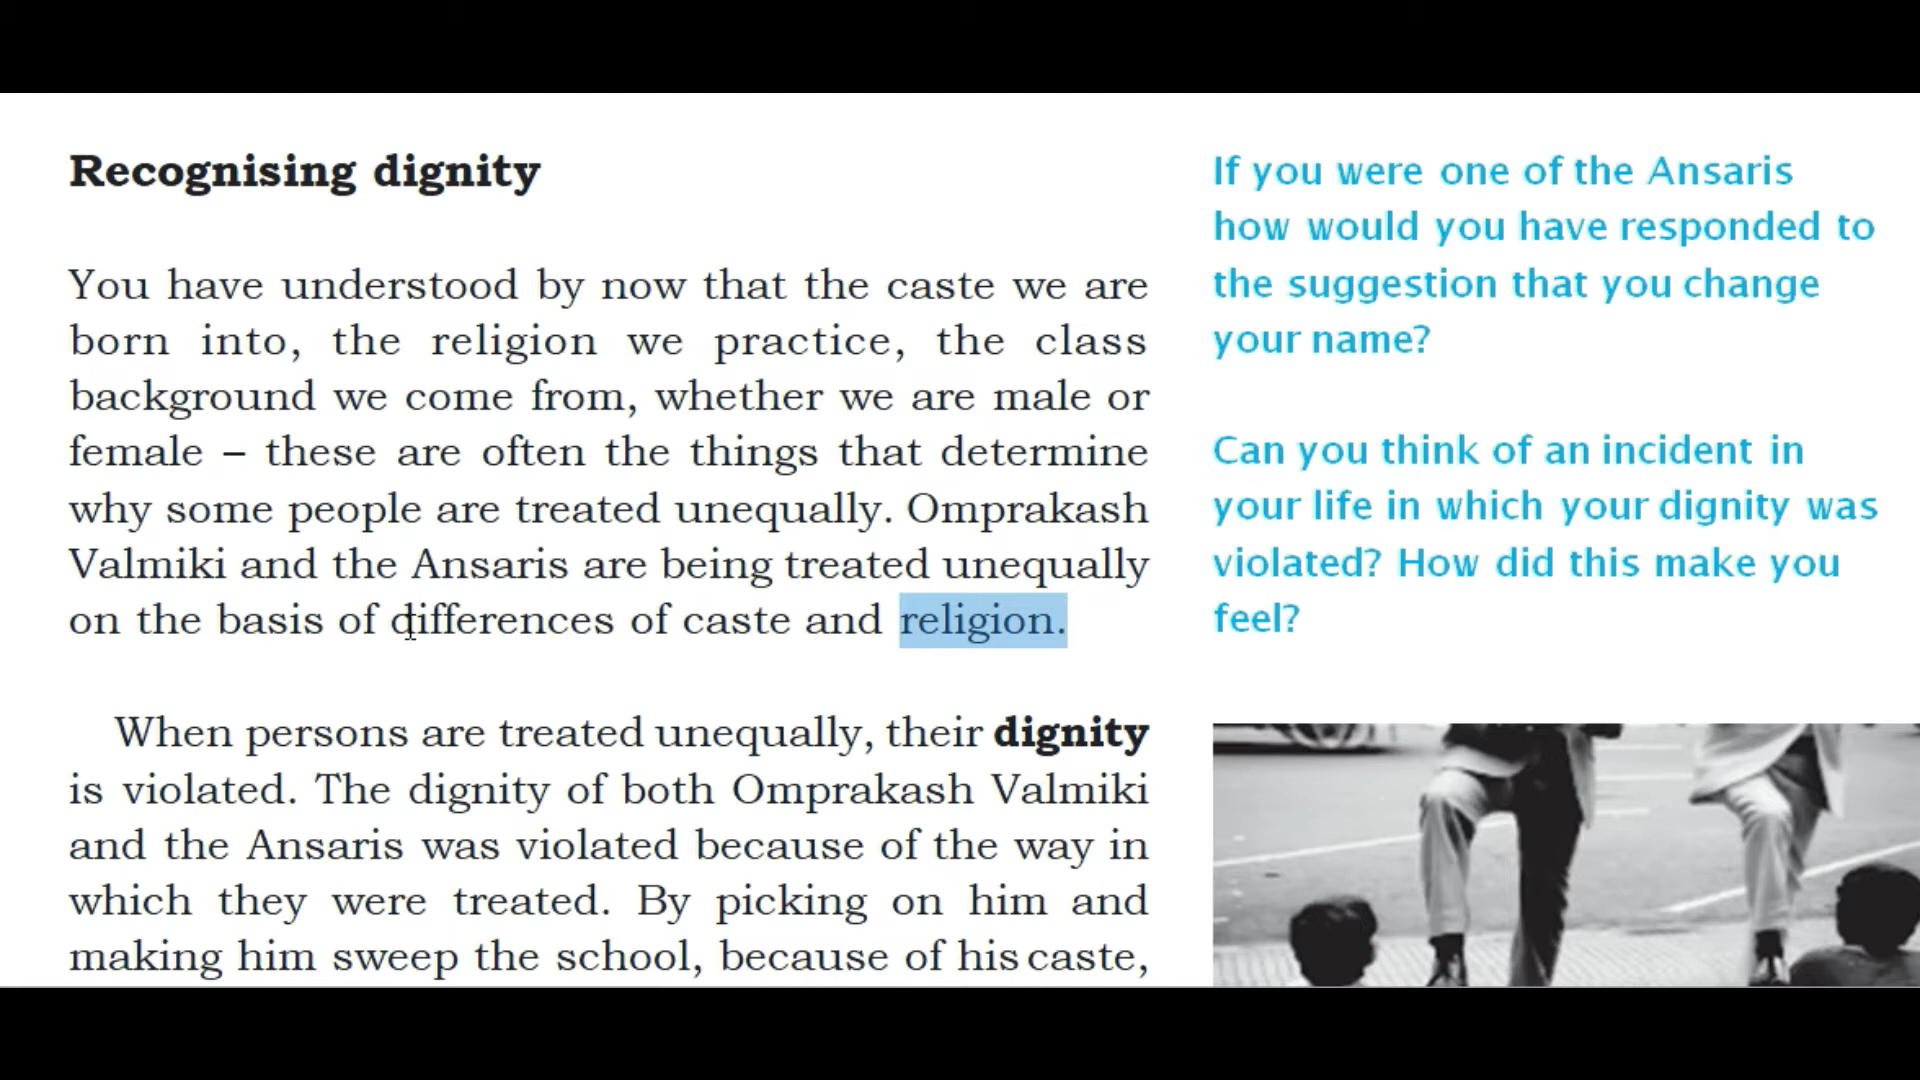 Recognising dignity
You have understood by now that the caste we are
born into, the religion we practice, the class
background we come from, whether we are male or
female – these are often the things that determine
why some people are treated unequally. Omprakash
Valmiki and the Ansaris are being treated unequally
on the basis of differences of caste and religion.
When persons are treated unequally, their dignity
is violated. The dignity of both Omprakash Valmiki
and the Ansaris was violated because of the way in
which they were treated. By picking on him and
making him sweep the school, because of his caste,
If you were one of the Ansaris
how would you have responded to
the suggestion that you change
your name?
Can you think of an incident in
your life in which your dignity was
violated? How did this make you
feel?